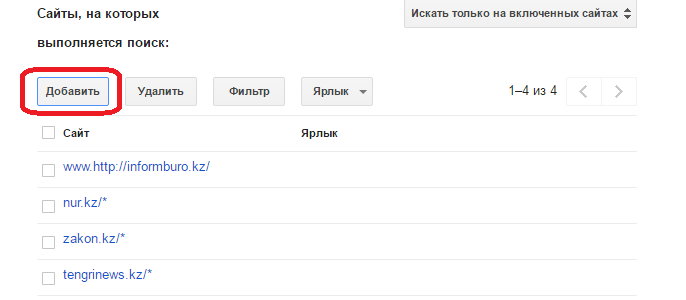 Сайты, на которых
выполняется поиск:
Искать только на включенных сайтах
Добавить Удалить Фильтр Ярлык 1–4 из 4
Сайт Ярлык
www.http://informburo.kz/
nur.kz/*
zakon.kz/*
tengrinews.kz/*